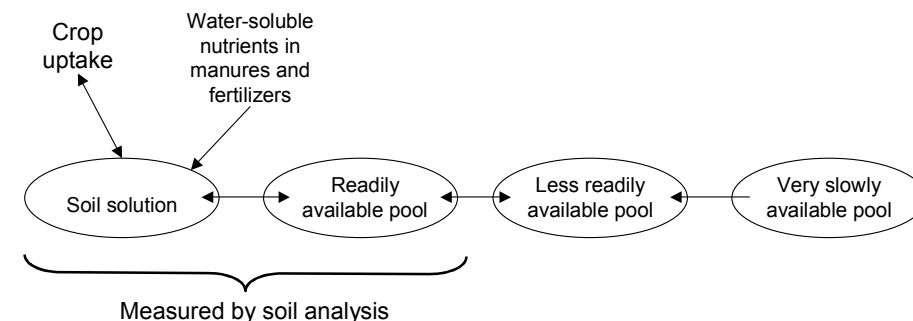 Crop
uptake
Water-soluble
nutrients in
manures and
fertilizers
Soil solution
Readily
available pool
Less readily
available pool
Very slowly
available pool
Measured by soil analysis